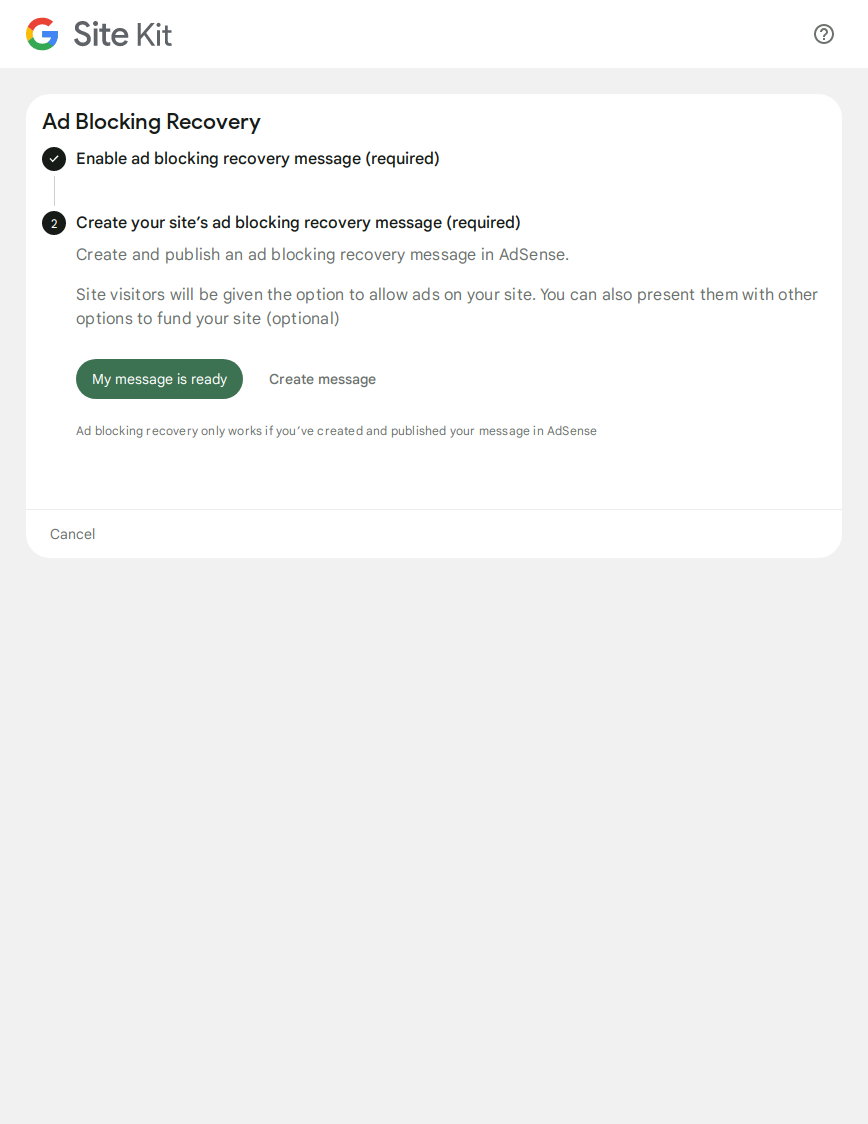 Site Kit
Ad Blocking Recovery
Enable ad blocking recovery message (required)
2
Create your site’s ad blocking recovery message (required)
Create and publish an ad blocking recovery message in AdSense.
Site visitors will be given the option to allow ads on your site. You can also present them with other
options to fund your site (optional)
My message is ready
Create message
Ad blocking recovery only works if you’ve created and published your message in AdSense
Cancel